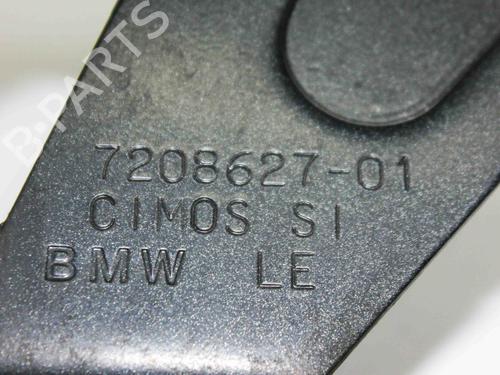 B-PARTS
7208627-01
CIMOS SI
BMW LE